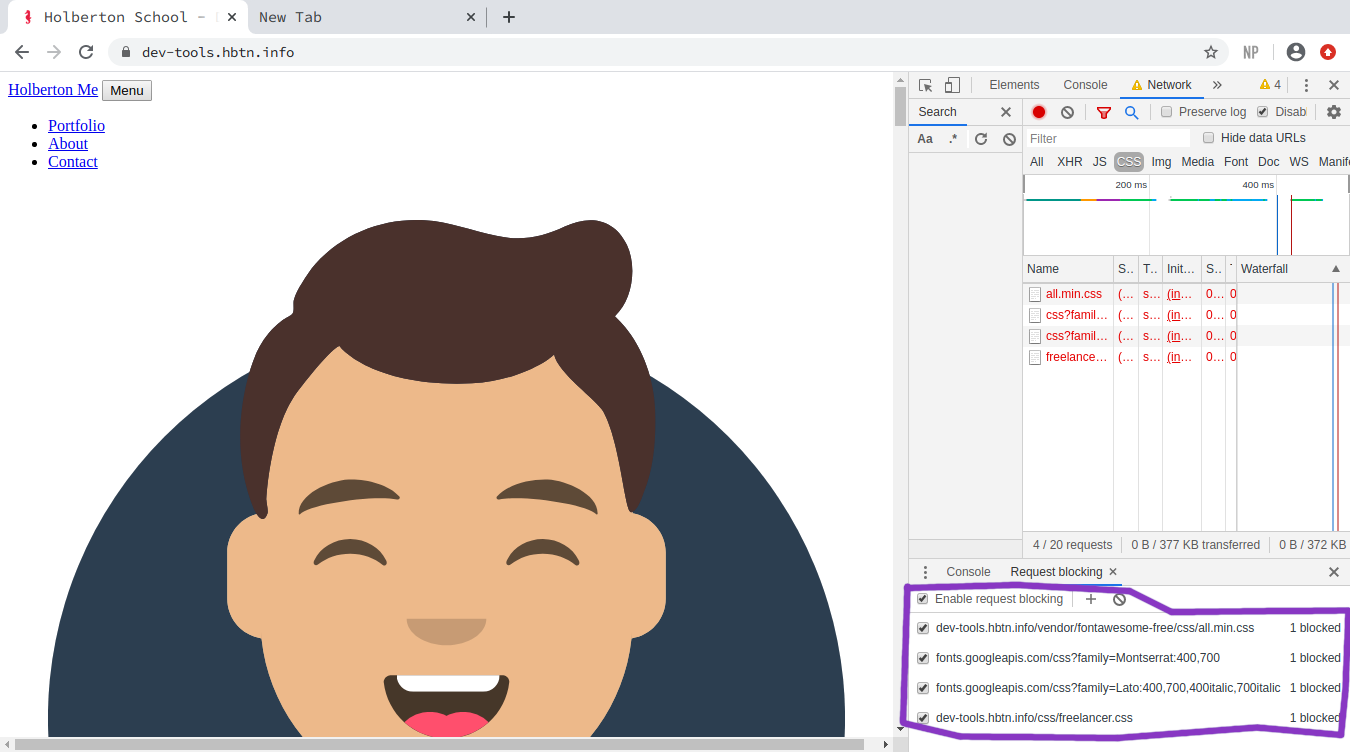 Holberton School –
New Tab
dev-tools.hbtn.info
NP
Holberton Me Menu
Portfolio
About
Contact
Elements Console Network » 4
Search
Preserve log Disabl
Aa .*
Filter Hide data URLs
All XHR JS CSS Img Media Font Doc WS Manife
200 ms 400 ms
Name S.. T.. Init... S.. Waterfall
all.min.css (... s... (in... 0... 0
css?famil... (... s... (in... 0... 0
css?famil... (... s... (in... 0... 0
freelance... (... s... (in... 0... 0
4 / 20 requests 0 B / 377 KB transferred 0 B / 372 KB
Console Request blocking
Enable request blocking
dev-tools.hbtn.info/vendor/fontawesome-free/css/all.min.css 1 blocked
fonts.googleapis.com/css?family=Montserrat:400,700 1 blocked
fonts.googleapis.com/css?family=Lato:400,700,400italic,700italic 1 blocked
dev-tools.hbtn.info/css/freelancer.css 1 blocked